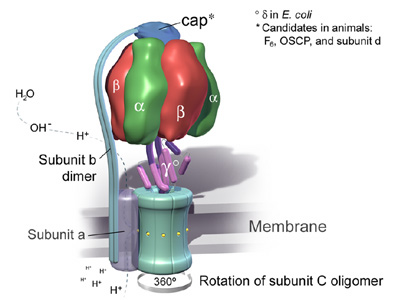 cap*
° δ in E. coli
* Candidates in animals:
F₆, OSCP, and subunit d
β
α
β
α
H₂O
OH⁻
H⁺
Subunit b
dimer
γ°
Membrane
Subunit a
H⁺
H⁺
H⁺
H⁺
H⁺
360°
Rotation of subunit C oligomer